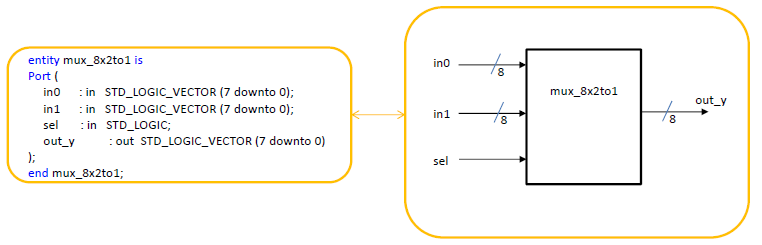 entity mux_8x2to1 is
Port (
in0 : in STD_LOGIC_VECTOR (7 downto 0);
in1 : in STD_LOGIC_VECTOR (7 downto 0);
sel : in STD_LOGIC;
out_y : out STD_LOGIC_VECTOR (7 downto 0)
);
end mux_8x2to1;
in0
8
in1
8
sel
mux_8x2to1
out_y
8